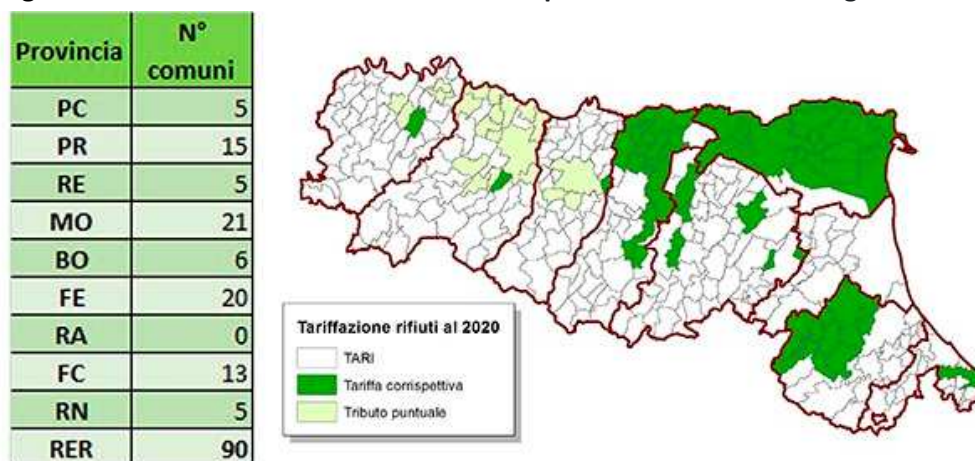 Provincia N° comuni
PC 5
PR 15
RE 5
MO 21
BO 6
FE 20
RA 0
FC 13
RN 5
RER 90
Tariffazione rifiuti al 2020
TARI
Tariffa corrispettiva
Tributo puntuale